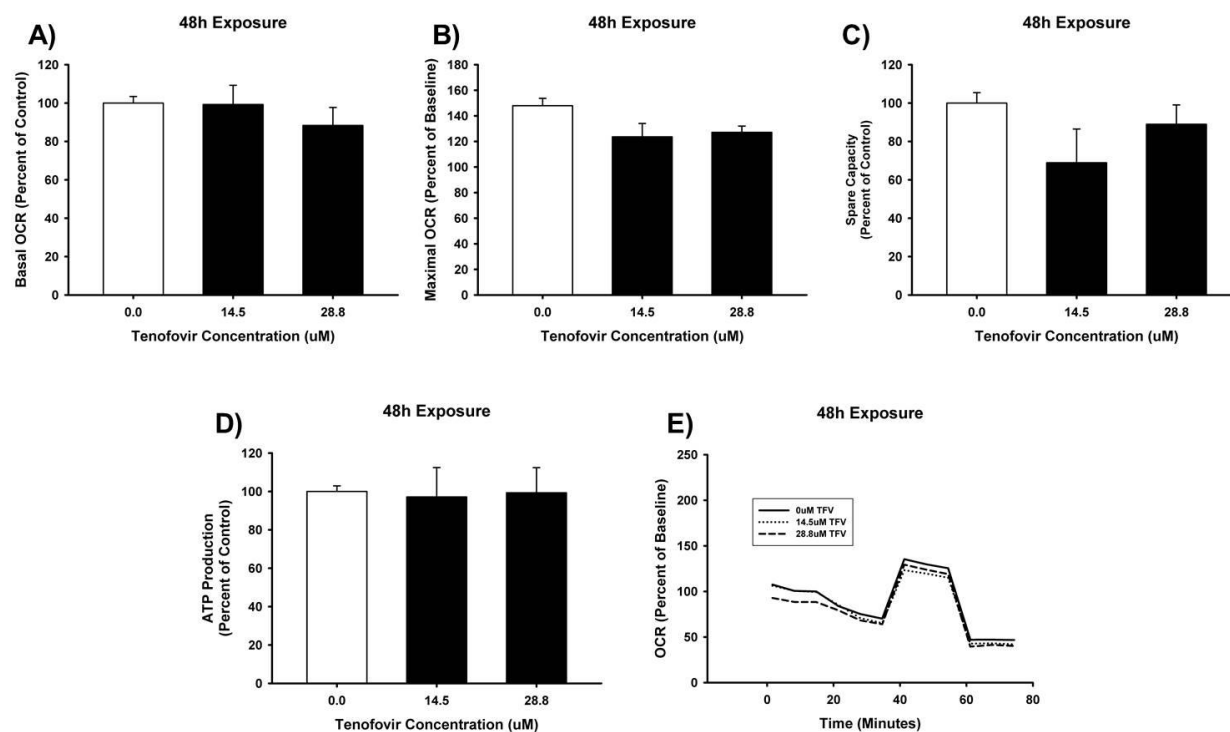 48h Exposure
A)
Basal OCR (Percent of Control)
120
100
80
60
40
20
0
0.0 14.5 28.8
Tenofovir Concentration (uM)
48h Exposure
B)
Maximal OCR (Percent of Baseline)
180
160
140
120
100
80
60
40
20
0
0.0 14.5 28.8
Tenofovir Concentration (uM)
48h Exposure
C)
Spare Capacity
(Percent of Control)
120
100
80
60
40
20
0
0.0 14.5 28.8
Tenofovir Concentration (uM)
48h Exposure
D)
ATP Production
(Percent of Control)
120
100
80
60
40
20
0
0.0 14.5 28.8
Tenofovir Concentration (uM)
48h Exposure
E)
OCR (Percent of Baseline)
250
200
150
100
50
0
0uM TFV
14.5uM TFV
28.8uM TFV
0 20 40 60 80
Time (Minutes)